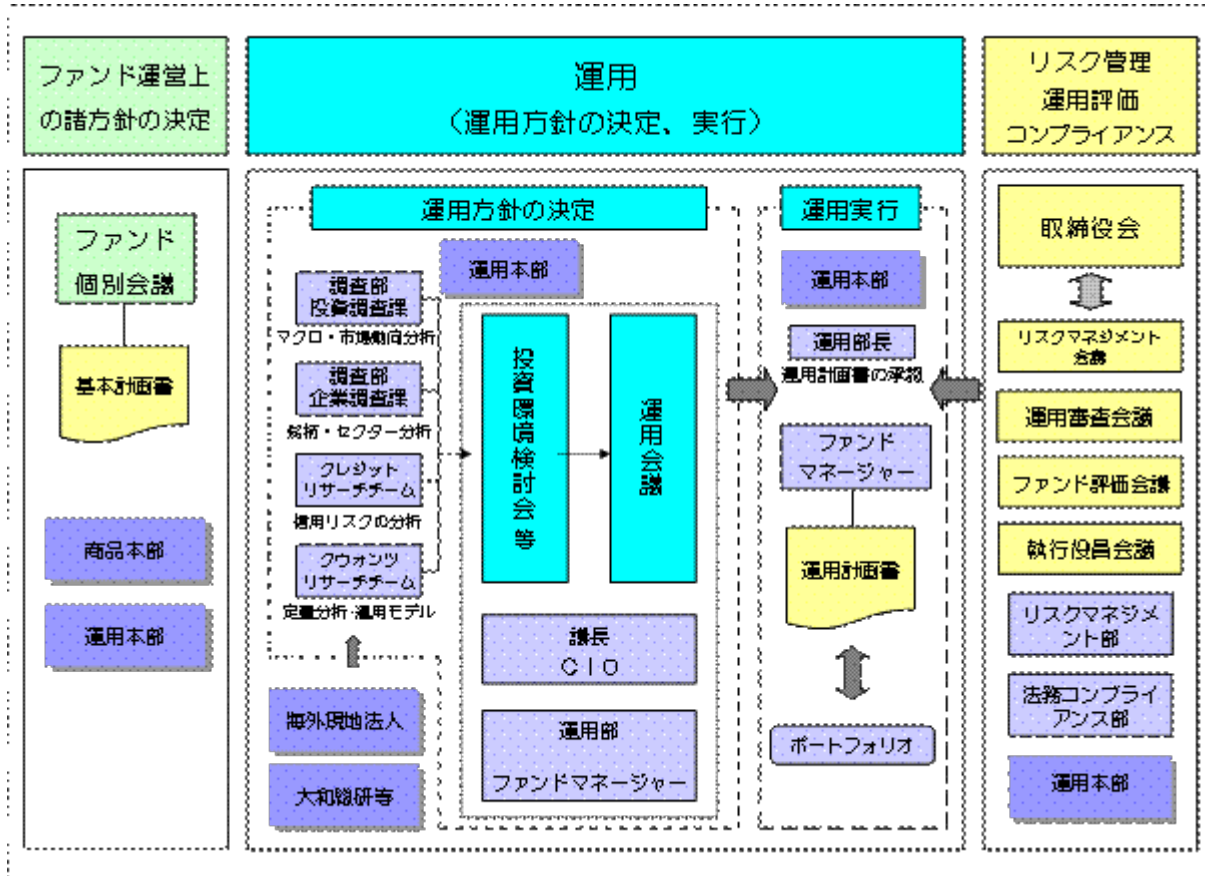 ファンド運営上
の諸方針の決定
運用
（運用方針の決定、実行）
リスク管理
運用評価
コンプライアンス
ファンド
個別会議
基本計画書
商品本部
運用本部
運用方針の決定
運用本部
調査部
投資調査課
マクロ・市場動向分析
調査部
企業調査課
銘柄・セクター分析
クレジット
リサーチチーム
信用リスクの分析
クウォンツ
リサーチチーム
定量分析・運用モデル
海外現地法人
大和総研等
投資環境検討会 等
運用会議
議長
CIO
運用部
ファンドマネージャー
運用実行
運用本部
運用部長
運用計画書の承認
ファンド
マネージャー
運用計画書
ポートフォリオ
取締役会
リスクマネジメント
会議
運用審査会議
ファンド評価会議
執行役員会議
リスクマネジメ
ント部
法務コンプライ
アンス部
運用本部